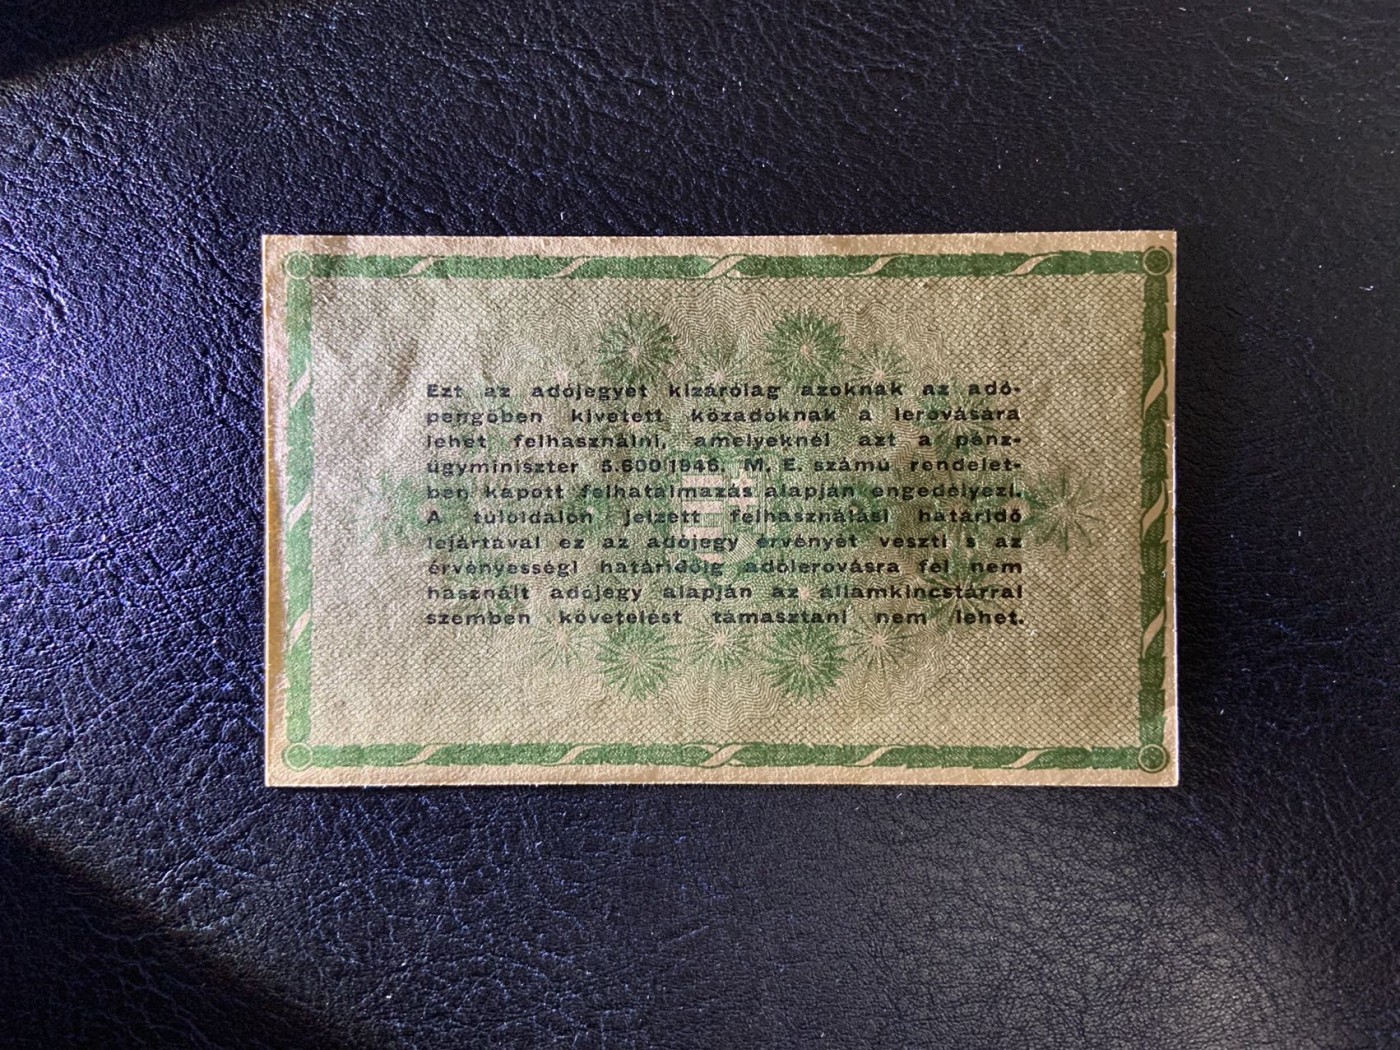 Ezt az adójegyet kizárólag azoknak az adó-
pengőben kivetett közadóknak a lerovására
lehet felhasználni, amelyeknél azt a pénz-
ügyminiszter 5.600/1946. M. E. számú rendelet-
ben kapott felhatalmazás alapján engedélyezi.
A túloldalon jelzett felhasználási határidő
lejártával ez az adójegy érvényét veszti s az
érvényességi határidőig adólerovásra fel nem
használt adójegy alapján az államkincstárral
szemben követelést támasztani nem lehet.